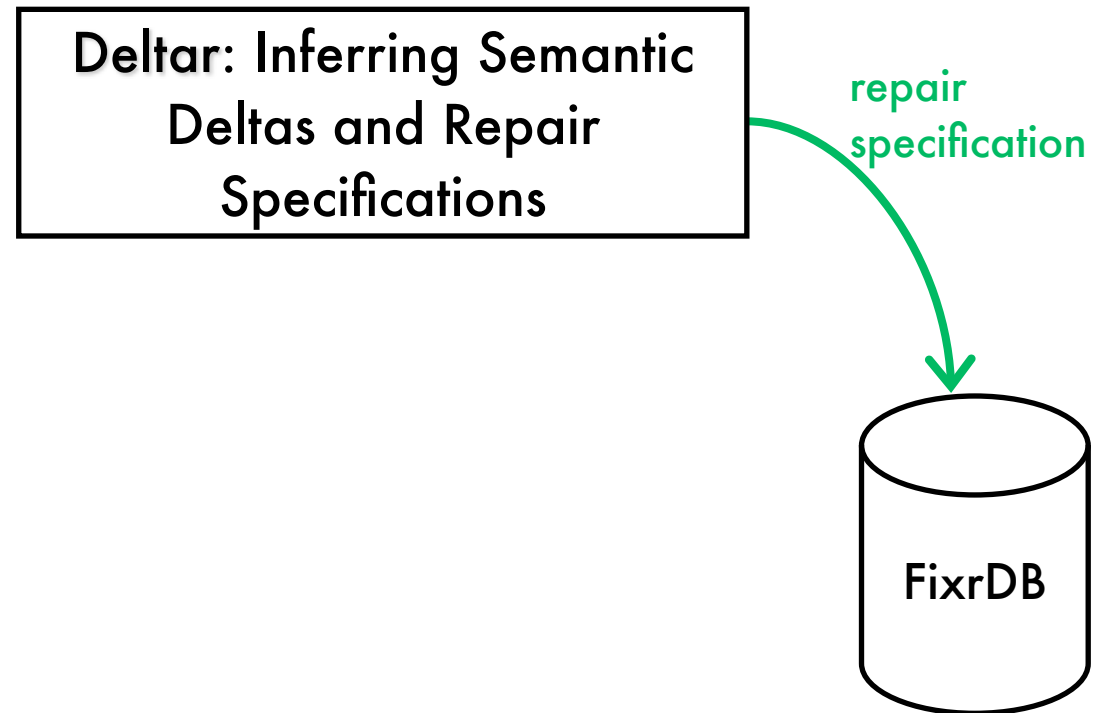 Deltar: Inferring Semantic
Deltas and Repair
Specifications
repair
specification
FixrDB